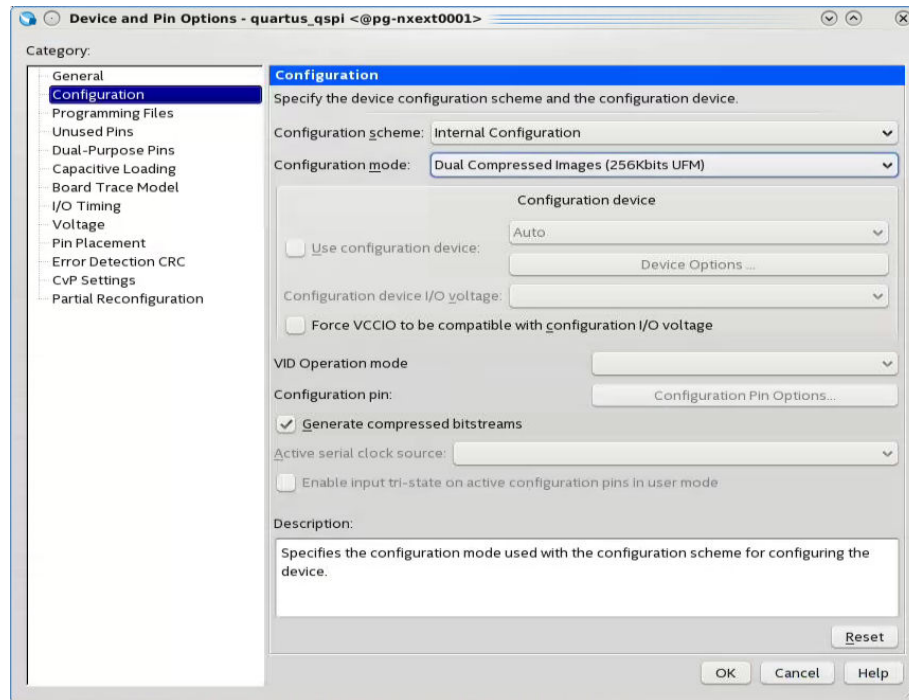 Device and Pin Options - quartus_qspi <@pg-nxext0001>
Category:
General
Configuration
Programming Files
Unused Pins
Dual-Purpose Pins
Capacitive Loading
Board Trace Model
I/O Timing
Voltage
Pin Placement
Error Detection CRC
CvP Settings
Partial Reconfiguration
Configuration
Specify the device configuration scheme and the configuration device.
Configuration scheme: Internal Configuration
Configuration mode: Dual Compressed Images (256Kbits UFM)
Configuration device
Use configuration device: Auto
Device Options ...
Configuration device I/O voltage:
Force VCCIO to be compatible with configuration I/O voltage
VID Operation mode
Configuration pin: Configuration Pin Options...
Generate compressed bitstreams
Active serial clock source:
Enable input tri-state on active configuration pins in user mode
Description:
Specifies the configuration mode used with the configuration scheme for configuring the
device.
Reset
OK Cancel Help